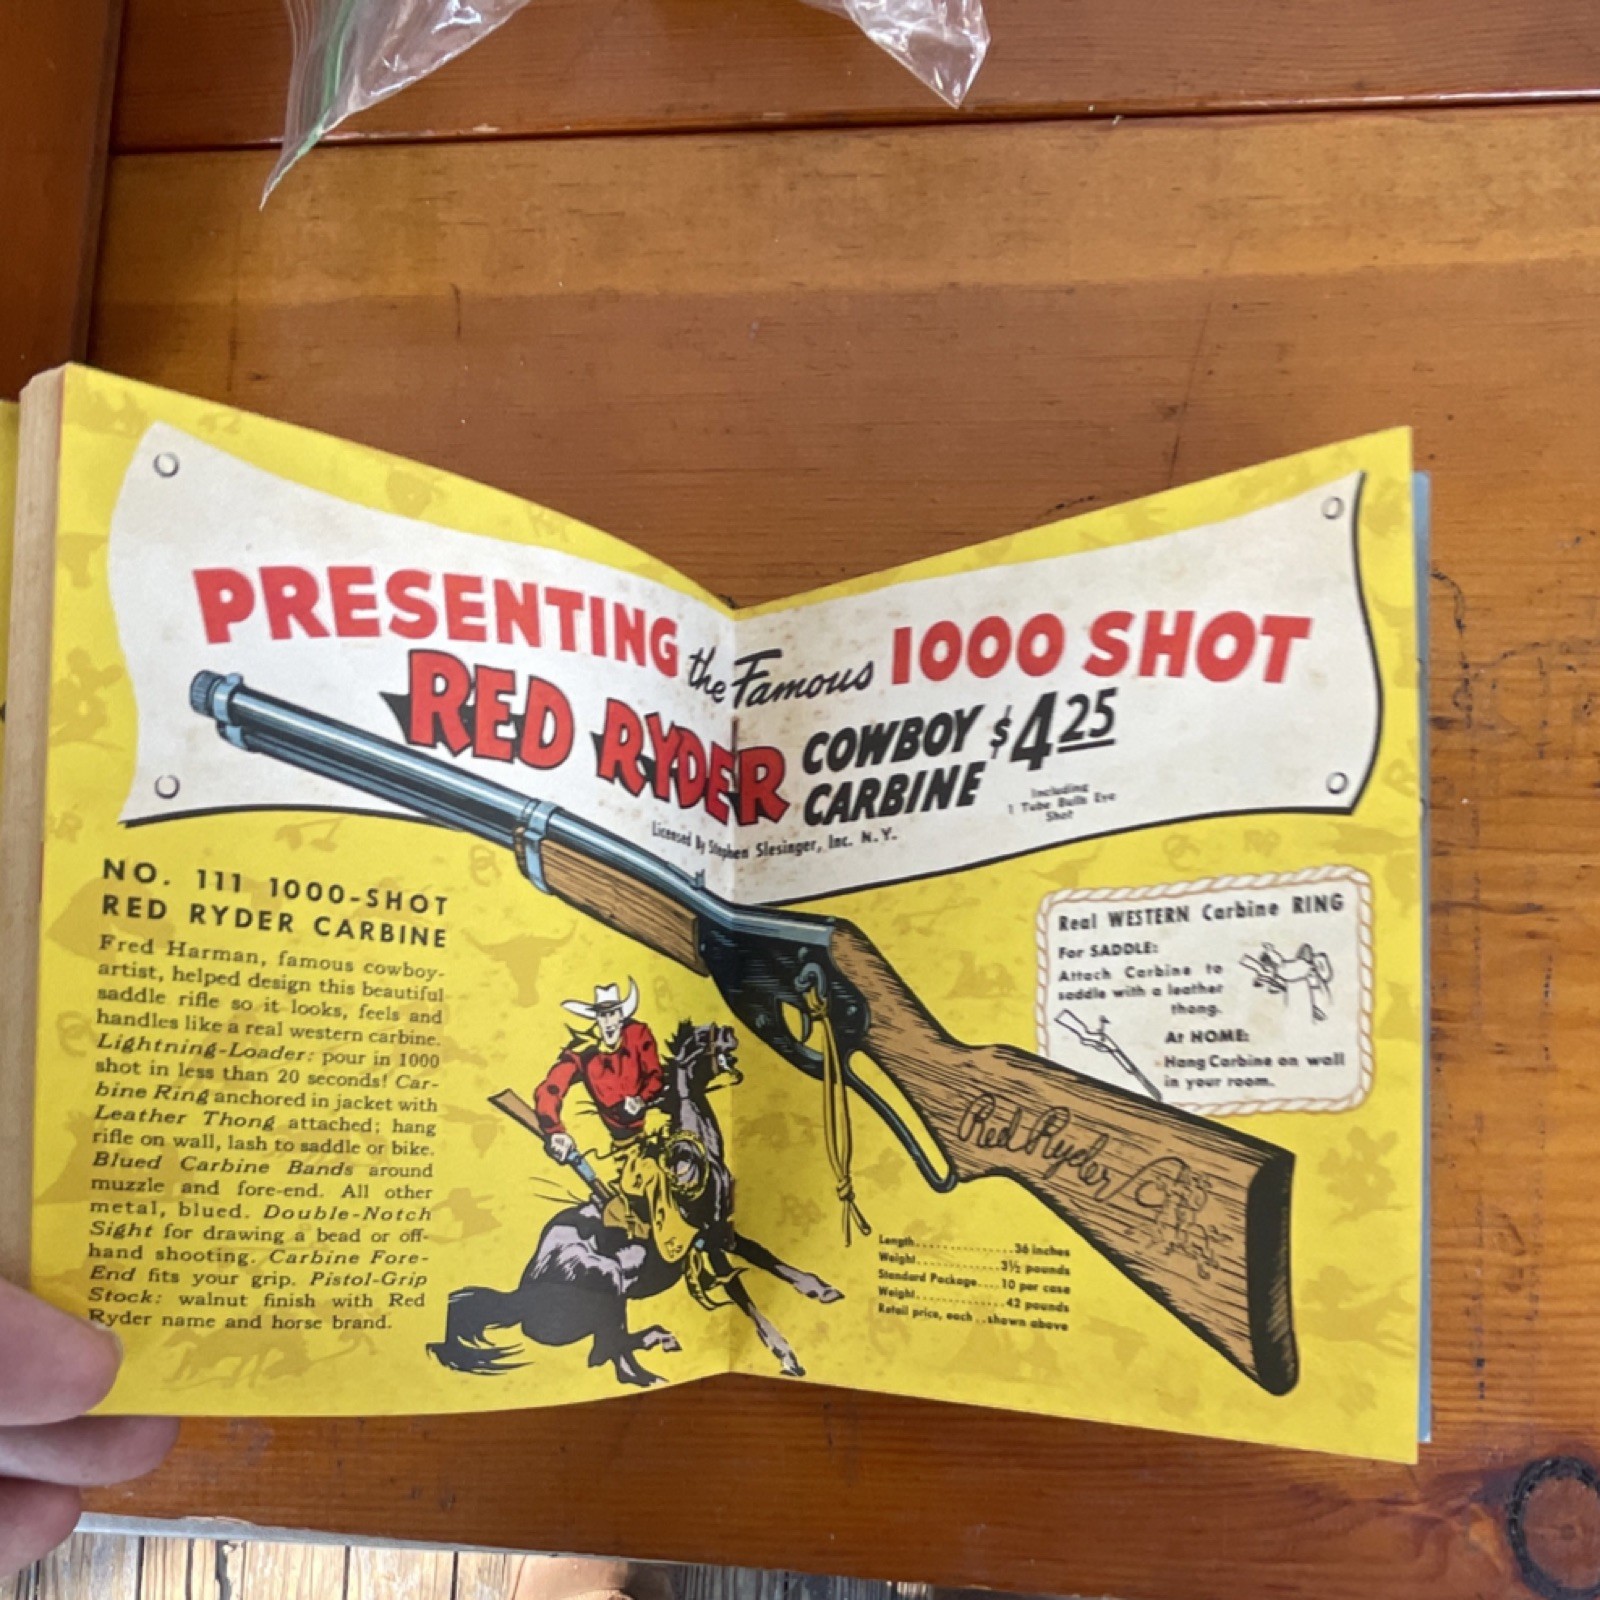 PRESENTING the Famous 1000 SHOT
RED RYDER COWBOY CARBINE $4.25
Including
1 Tube Bulls Eye
Shot
Licensed By Stephen Slesinger, Inc. N.Y.
NO. 111 1000-SHOT
RED RYDER CARBINE
Fred Harman, famous cowboy-
artist, helped design this beautiful
saddle rifle so it looks, feels and
handles like a real western carbine.
Lightning-Loader: pour in 1000
shot in less than 20 seconds! Car-
bine Ring anchored in jacket with
Leather Thong attached; hang
rifle on wall, lash to saddle or bike.
Blued Carbine Bands around
muzzle and fore-end. All other
metal, blued. Double-Notch
Sight for drawing a bead or off-
hand shooting. Carbine Fore-
End fits your grip. Pistol-Grip
Stock: walnut finish with Red
Ryder name and horse brand.
Real WESTERN Carbine RING
For SADDLE:
Attach Carbine to
saddle with a leather
thong.
At HOME:
Hang Carbine on wall
in your room.
Red Ryder
Length..............36 inches
Weight..............3½ pounds
Standard Package....10 per case
Weight.............42 pounds
Retail price, each..shown above